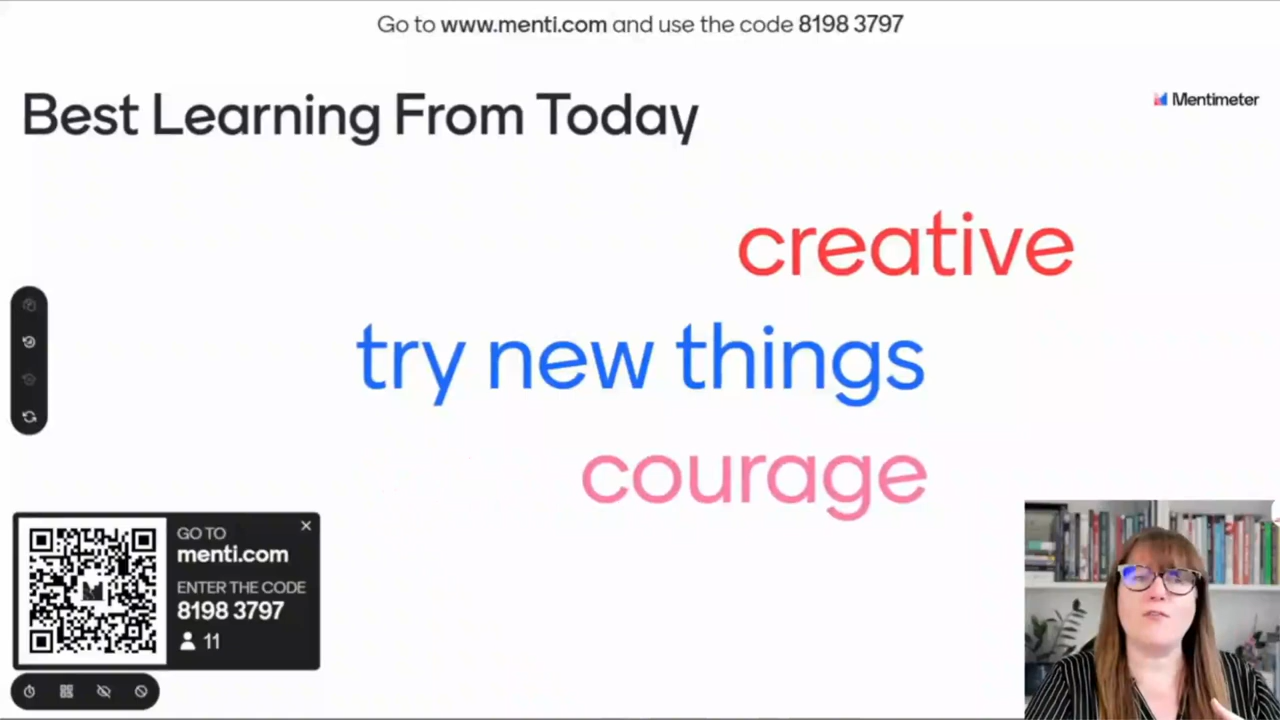 Go to www.menti.com and use the code 8198 3797
Best Learning From Today
Mentimeter
creative
try new things
courage
GO TO
menti.com
ENTER THE CODE
8198 3797
11